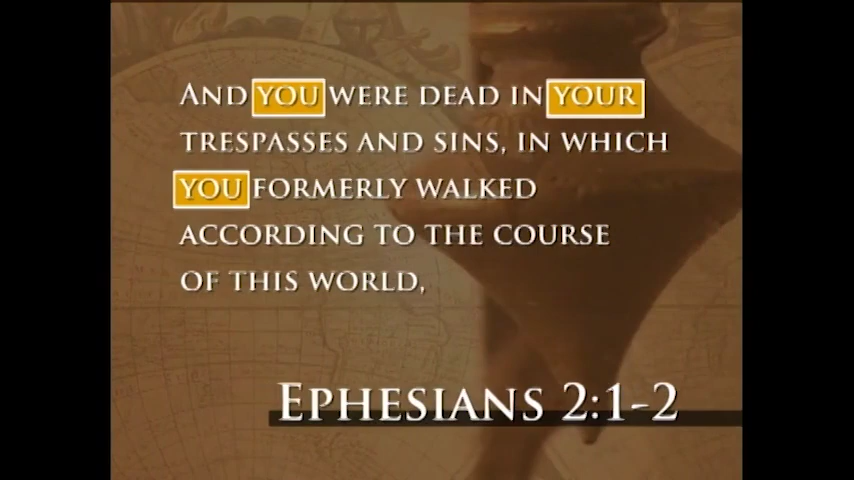 And you were dead in your
trespasses and sins, in which
you formerly walked
according to the course
of this world,
Ephesians 2:1-2